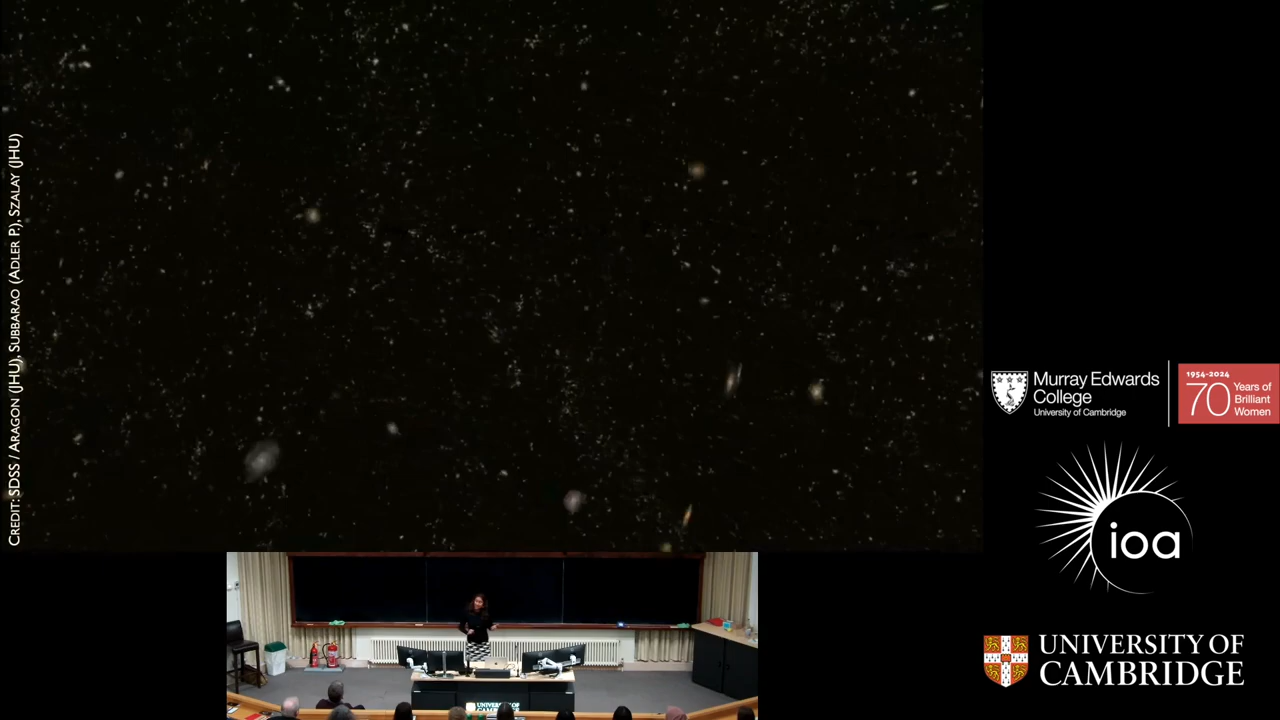 CREDIT: SDSS / ARAGON (JHU), SUBBARAO (ADLER P.), SZALAY (JHU)
Murray Edwards
College
University of Cambridge
1954-2024
70 Years of
Brilliant
Women
ioa
UNIVERSITY OF
CAMBRIDGE